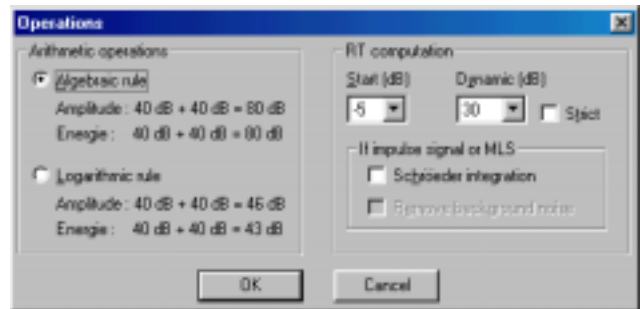 Operations
Arithmetic operations
Algebraic rule
Amplitude : 40 dB + 40 dB = 80 dB
Energie : 40 dB + 40 dB = 80 dB
Logarithmic rule
Amplitude : 40 dB + 40 dB = 46 dB
Energie : 40 dB + 40 dB = 43 dB
RT computation
Start (dB) Dynamic (dB)
-5 30 Strict
If impulse signal or MLS
Schröeder integration
Remove background noise
OK Cancel